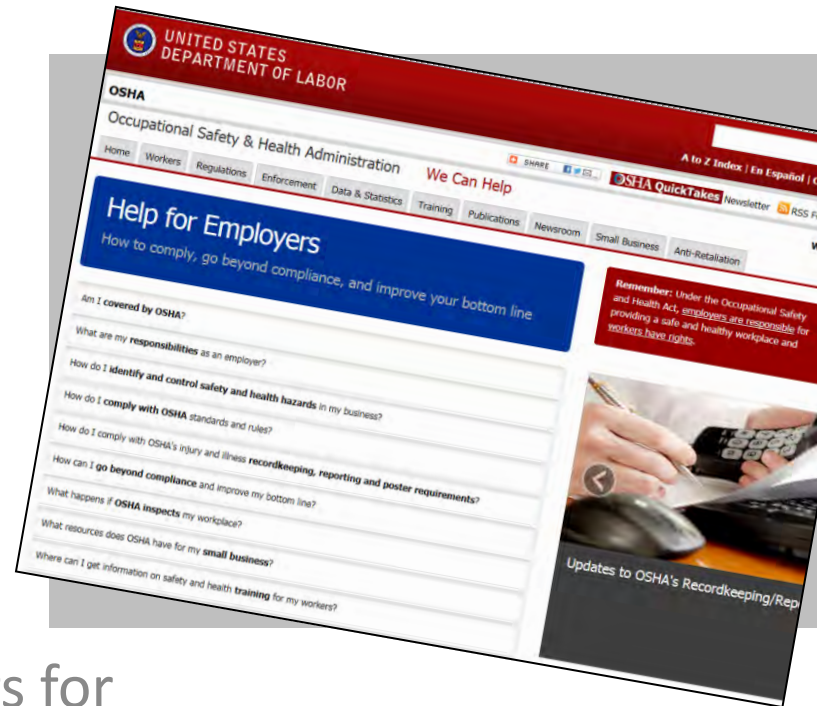 UNITED STATES
DEPARTMENT OF LABOR
A to Z Index | En Español |
OSHA
SHARE
OSHA QuickTakes Newsletter
RSS
Occupational Safety & Health Administration
We Can Help
Home
Workers
Regulations
Enforcement
Data & Statistics
Training
Publications
Newsroom
Small Business
Anti-Retaliation
Help for Employers
How to comply, go beyond compliance, and improve your bottom line
Am I covered by OSHA?
What are my responsibilities as an employer?
How do I identify and control safety and health hazards in my business?
How do I comply with OSHA standards and rules?
How do I comply with OSHA's injury and illness recordkeeping, reporting and poster requirements?
How can I go beyond compliance and improve my bottom line?
What happens if OSHA inspects my workplace?
What resources does OSHA have for my small business?
Where can I get information on safety and health training for my workers?
Remember: Under the Occupational Safety
and Health Act, employers are responsible for
providing a safe and healthy workplace and
workers have rights.
Updates to OSHA's Recordkeeping/Rep
s for